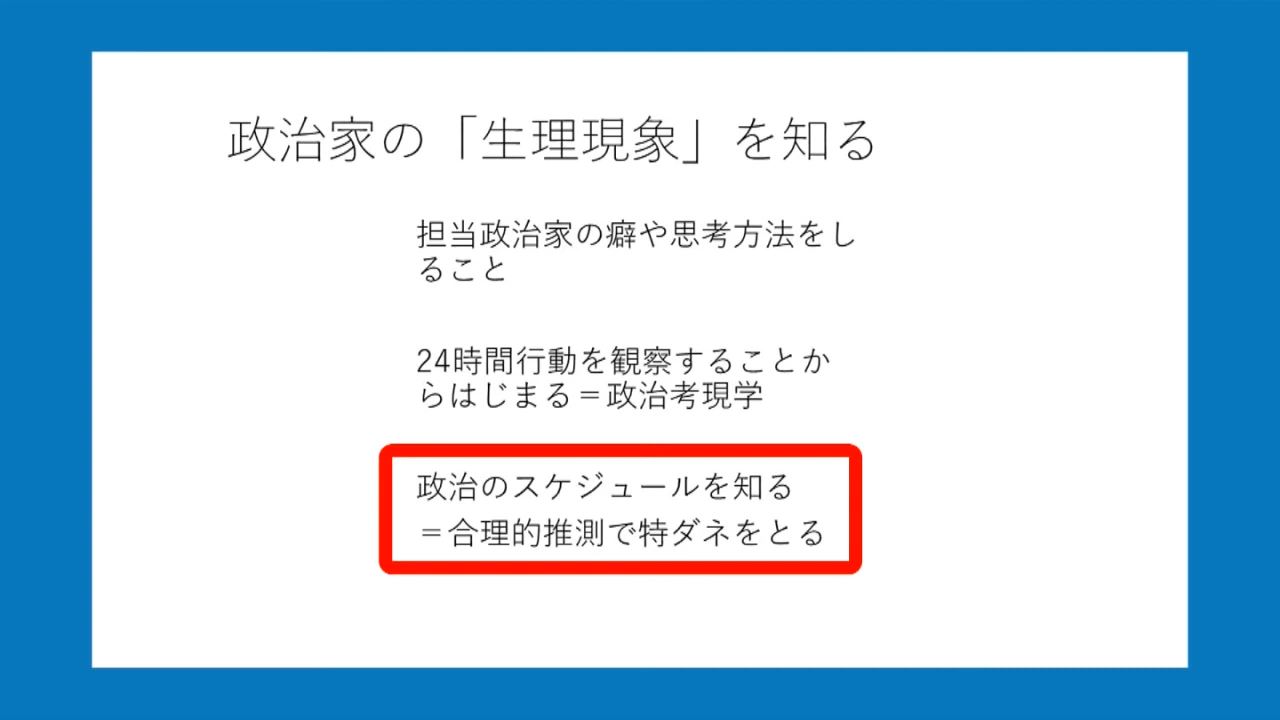 政治家の「生理現象」を知る
担当政治家の癖や思考方法をし
ること
24時間行動を観察することか
らはじまる＝政治考現学
政治のスケジュールを知る
＝合理的推測で特ダネをとる